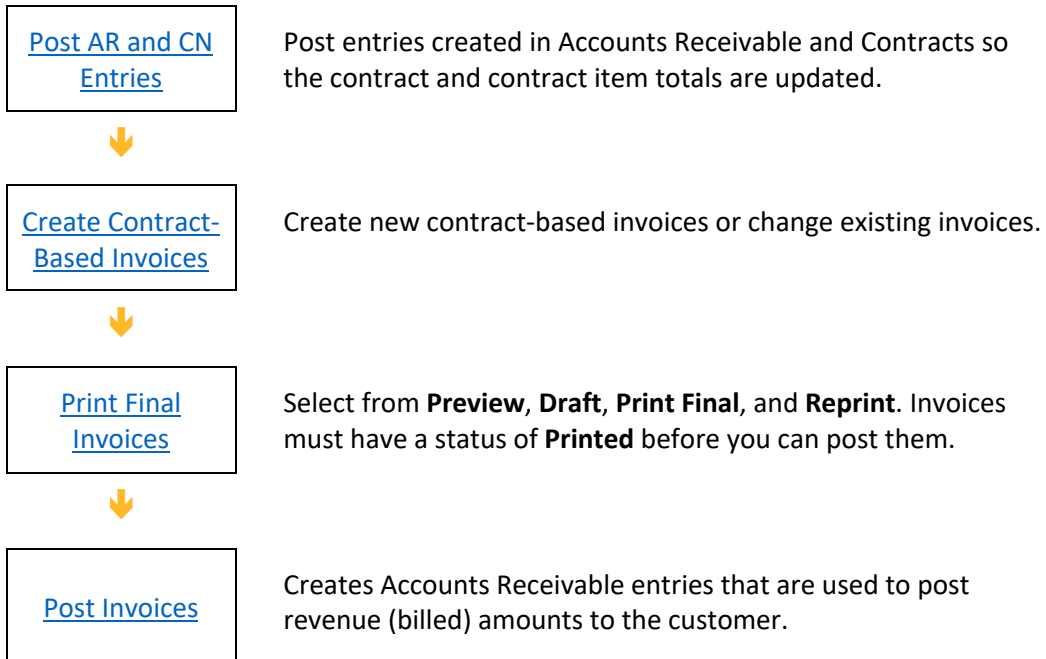 Post AR and CN
Entries
Post entries created in Accounts Receivable and Contracts so
the contract and contract item totals are updated.
Create Contract-
Based Invoices
Create new contract-based invoices or change existing invoices.
Print Final
Invoices
Select from Preview, Draft, Print Final, and Reprint. Invoices
must have a status of Printed before you can post them.
Post Invoices
Creates Accounts Receivable entries that are used to post
revenue (billed) amounts to the customer.